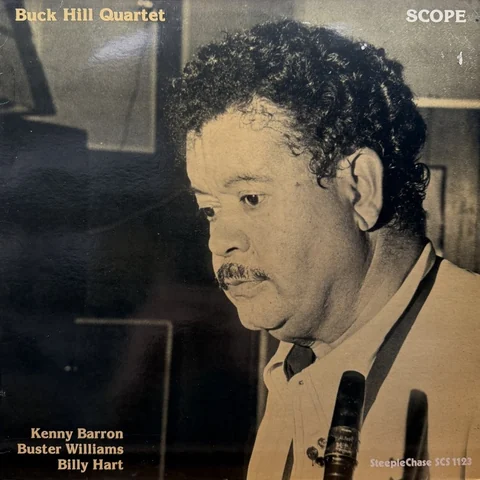 Buck Hill Quartet
SCOPE
Kenny Barron
Buster Williams
Billy Hart
SteepleChase SCS 1123